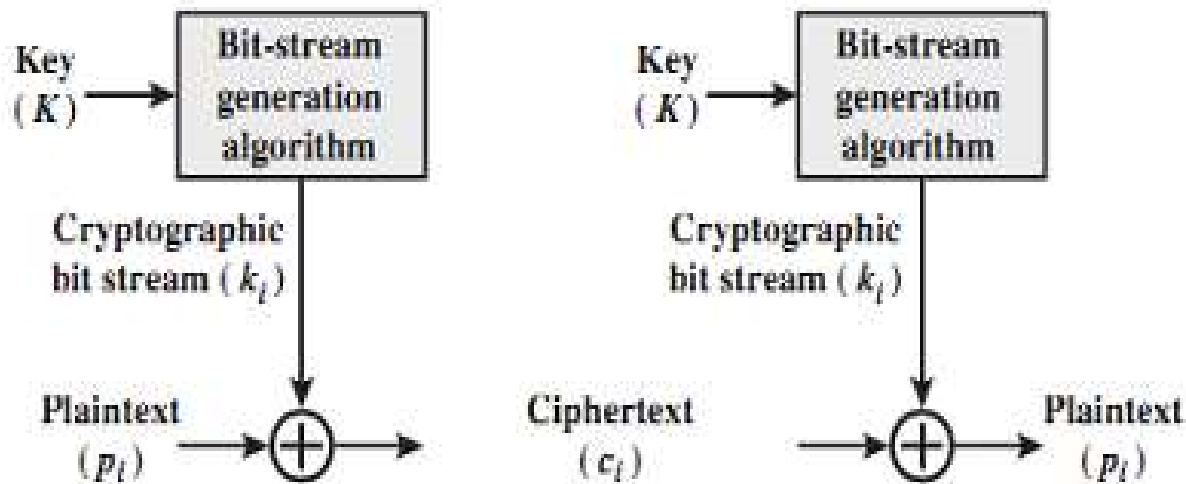 Key
(K)
Bit-stream
generation
algorithm
Cryptographic
bit stream (kᵢ)
Plaintext
(pᵢ)
Ciphertext
(cᵢ)
Key
(K)
Bit-stream
generation
algorithm
Cryptographic
bit stream (kᵢ)
Plaintext
(pᵢ)